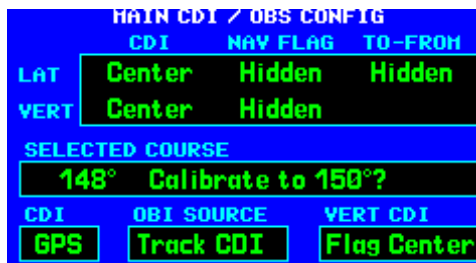 MAIN CDI / OBS CONFIG
CDI NAV FLAG TO-FROM
LAT Center Hidden Hidden
VERT Center Hidden
SELECTED COURSE
148° Calibrate to 150°?
CDI OBI SOURCE VERT CDI
GPS Track CDI Flag Center